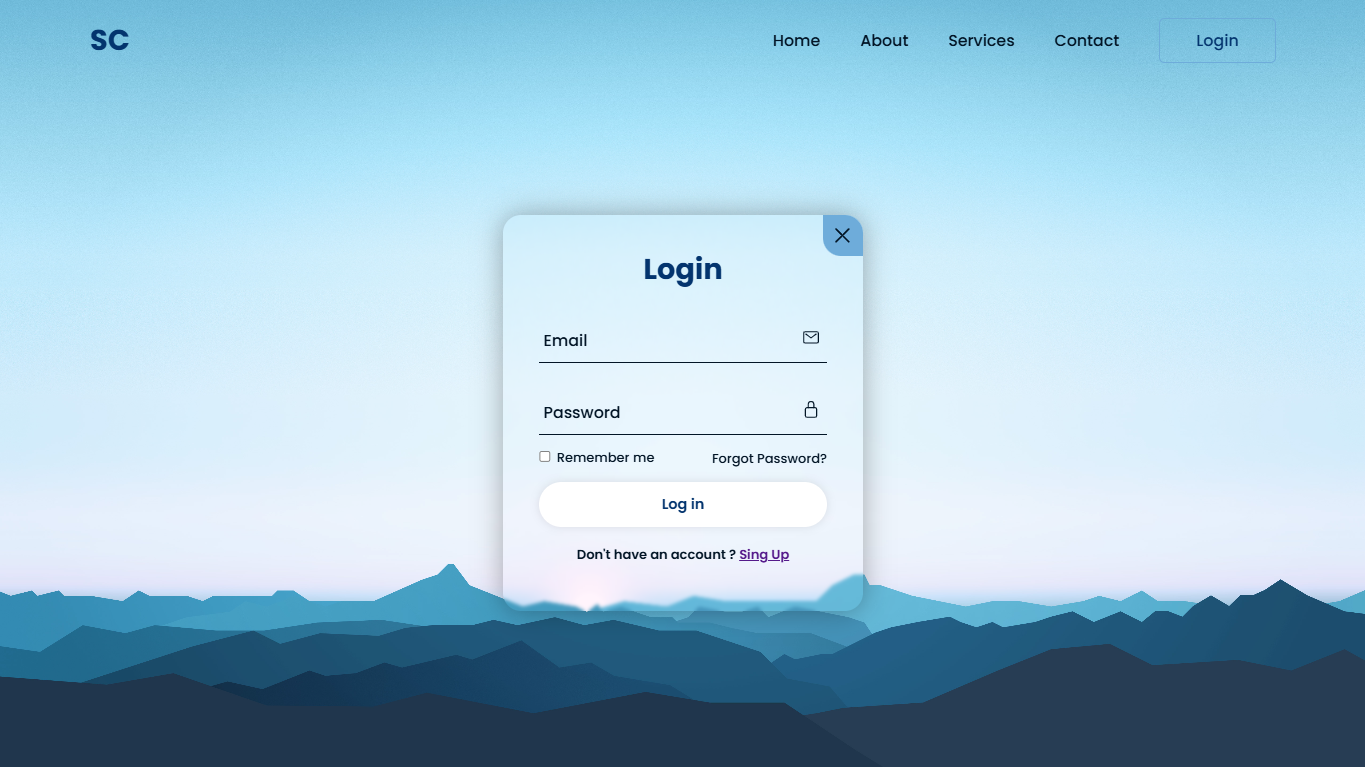 SC Home About Services Contact Login
Login
Email
Password
Remember me Forgot Password?
Log in
Don't have an account ? Sing Up